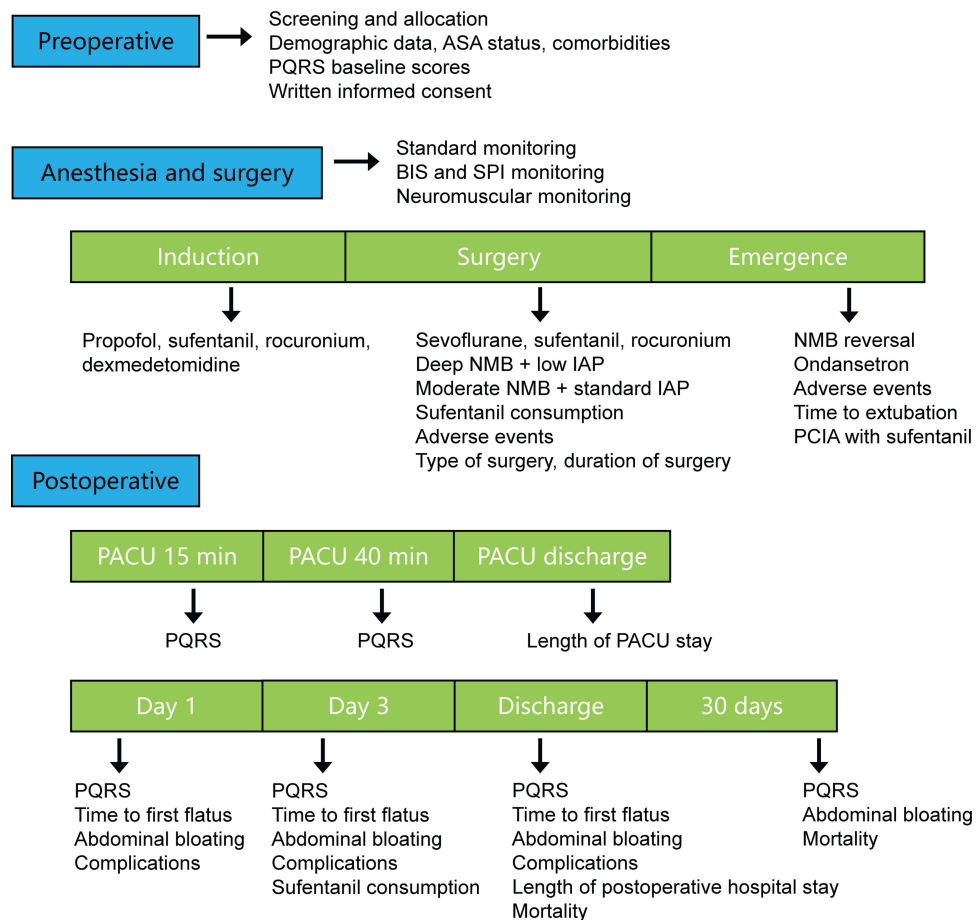 Preoperative
Screening and allocation
Demographic data, ASA status, comorbidities
PQRS baseline scores
Written informed consent
Anesthesia and surgery
Standard monitoring
BIS and SPI monitoring
Neuromuscular monitoring
Induction
Surgery
Emergence
Propofol, sufentanil, rocuronium,
dexmedetomidine
Sevoflurane, sufentanil, rocuronium
Deep NMB + low IAP
Moderate NMB + standard IAP
Sufentanil consumption
Adverse events
Type of surgery, duration of surgery
NMB reversal
Ondansetron
Adverse events
Time to extubation
PCIA with sufentanil
Postoperative
PACU 15 min
PACU 40 min
PACU discharge
PQRS
PQRS
Length of PACU stay
Day 1
Day 3
Discharge
30 days
PQRS
Time to first flatus
Abdominal bloating
Complications
PQRS
Time to first flatus
Abdominal bloating
Complications
Sufentanil consumption
PQRS
Time to first flatus
Abdominal bloating
Complications
Length of postoperative hospital stay
Mortality
PQRS
Abdominal bloating
Mortality